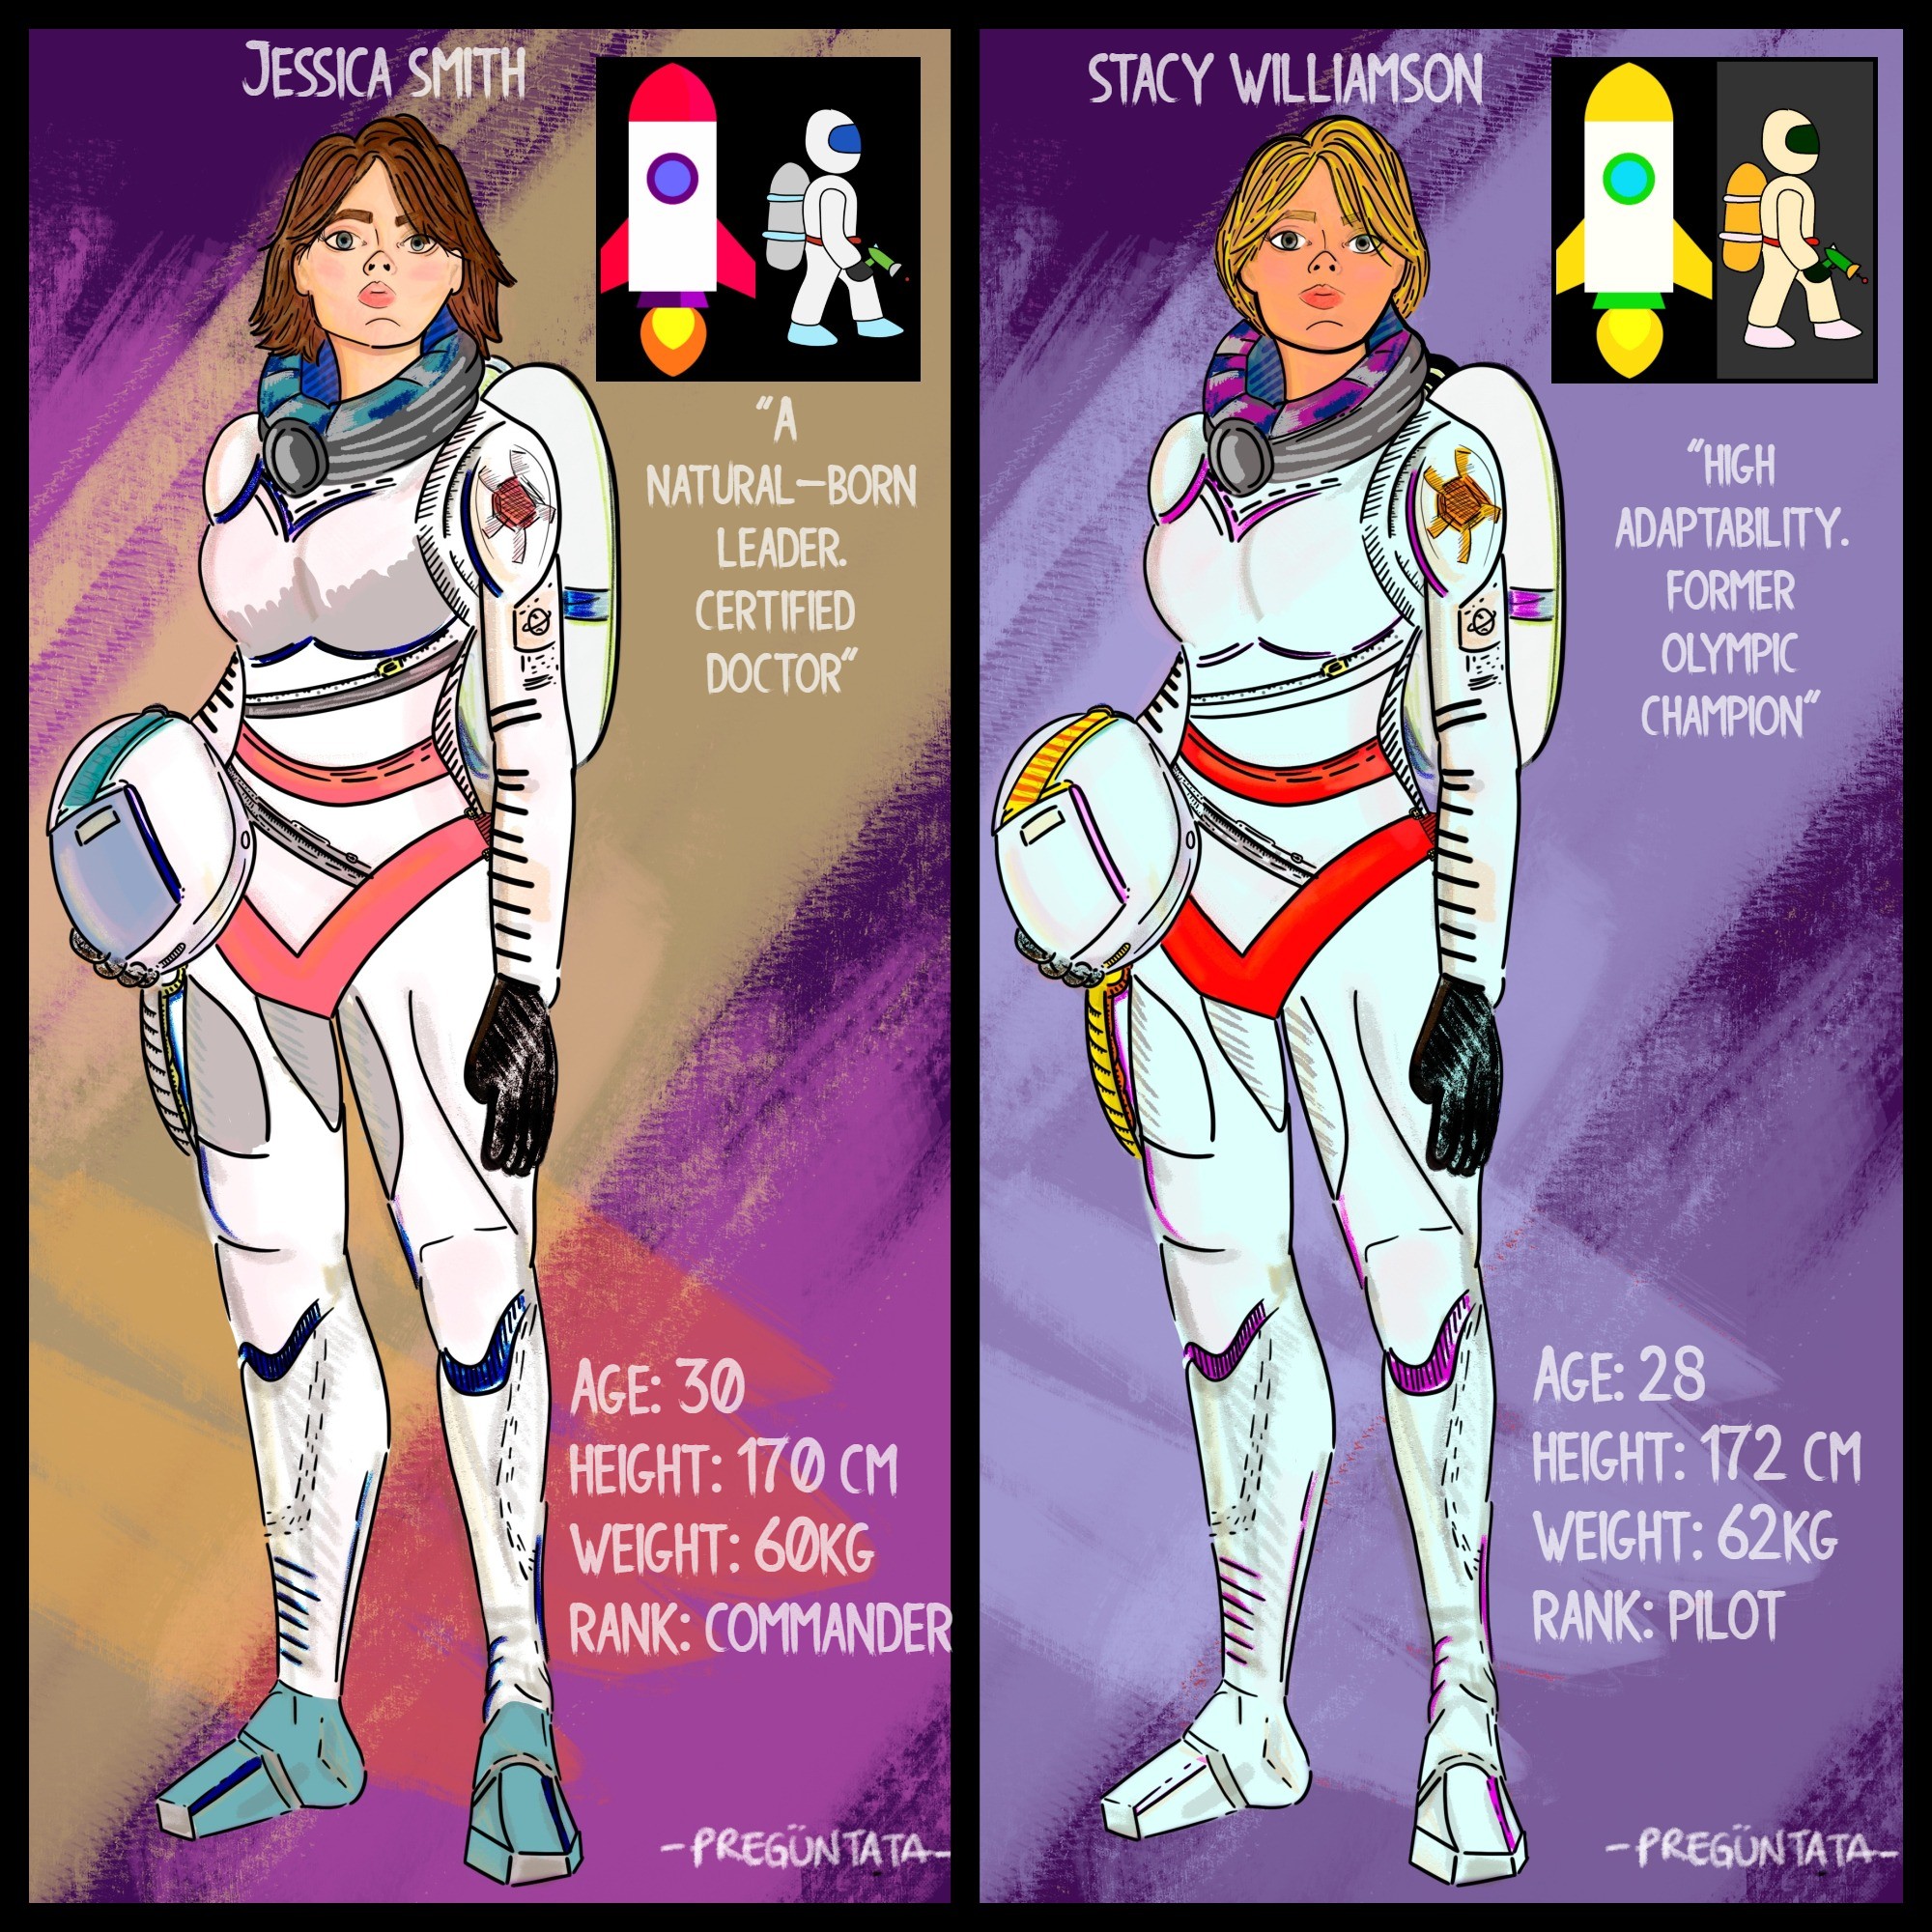 JESSICA SMITH
"A
NATURAL-BORN
LEADER.
CERTIFIED
DOCTOR"
AGE: 30
HEIGHT: 170 CM
WEIGHT: 60KG
RANK: COMMANDER
-PREGÜNTATA-
STACY WILLIAMSON
"HIGH
ADAPTABILITY.
FORMER
OLYMPIC
CHAMPION"
AGE: 28
HEIGHT: 172 CM
WEIGHT: 62KG
RANK: PILOT
-PREGÜNTATA-